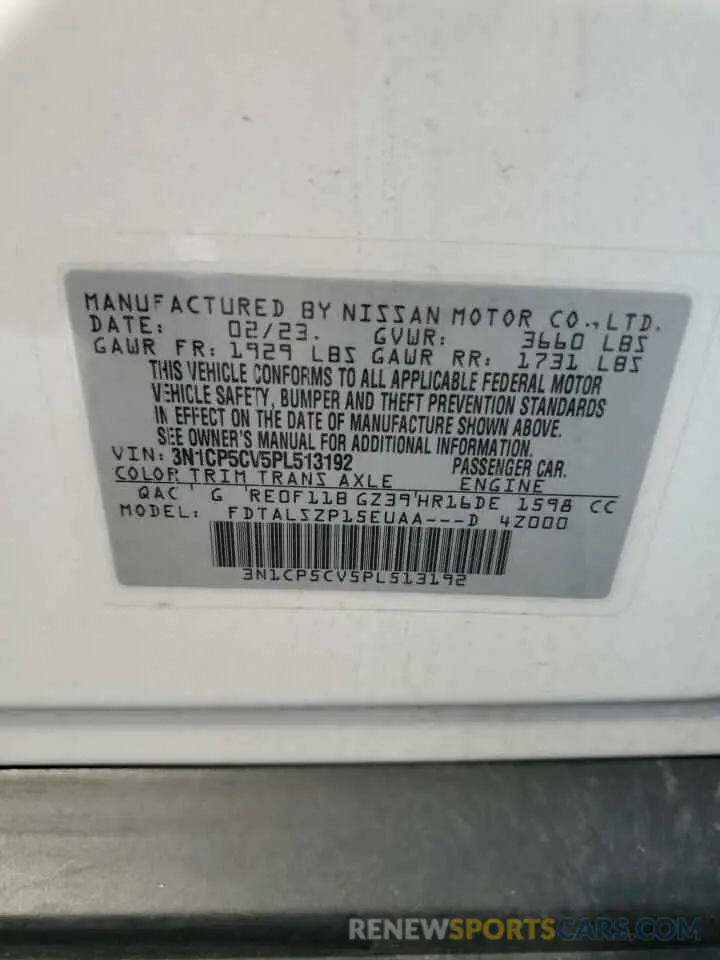 MANUFACTURED BY NISSAN MOTOR CO.,LTD.
DATE: 02/23. GVWR: 3660 LBS
GAWR FR: 1929 LBS GAWR RR: 1731 LBS
THIS VEHICLE CONFORMS TO ALL APPLICABLE FEDERAL MOTOR
VEHICLE SAFETY, BUMPER AND THEFT PREVENTION STANDARDS
IN EFFECT ON THE DATE OF MANUFACTURE SHOWN ABOVE.
SEE OWNER'S MANUAL FOR ADDITIONAL INFORMATION.
VIN: 3N1CP5CV5PL513192 PASSENGER CAR.
COLOR TRIM TRANS AXLE ENGINE
QAC G RE0F11B GZ39 HR16DE 1598 CC
MODEL: FDTALSZP15EUAA---D 4Z000
3N1CP5CV5PL513192
RENEWSPORTSCARS.COM